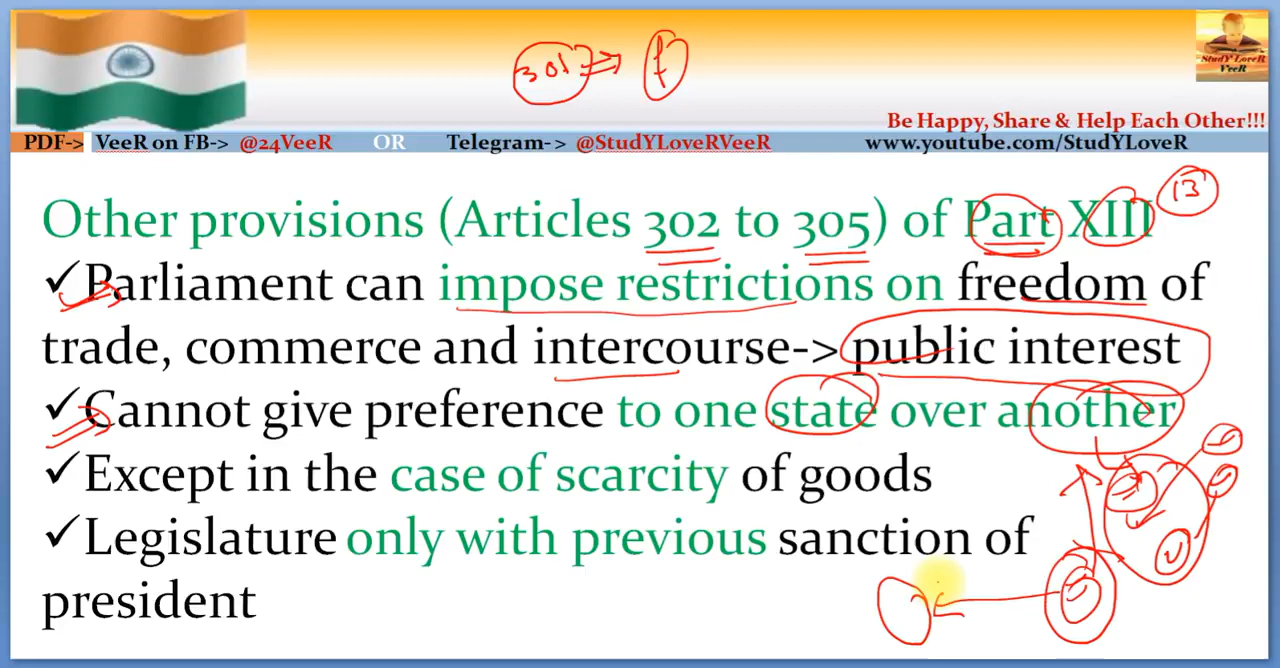 301 => f
StudY LoveR
VeeR
Be Happy, Share & Help Each Other!!!
PDF-> VeeR on FB-> @24VeeR OR Telegram-> @StudYLoveRVeeR www.youtube.com/StudYLoveR
13
Other provisions (Articles 302 to 305) of Part XIII
✓Parliament can impose restrictions on freedom of
trade, commerce and intercourse-> public interest
✓Cannot give preference to one state over another
✓Except in the case of scarcity of goods
✓Legislature only with previous sanction of
president